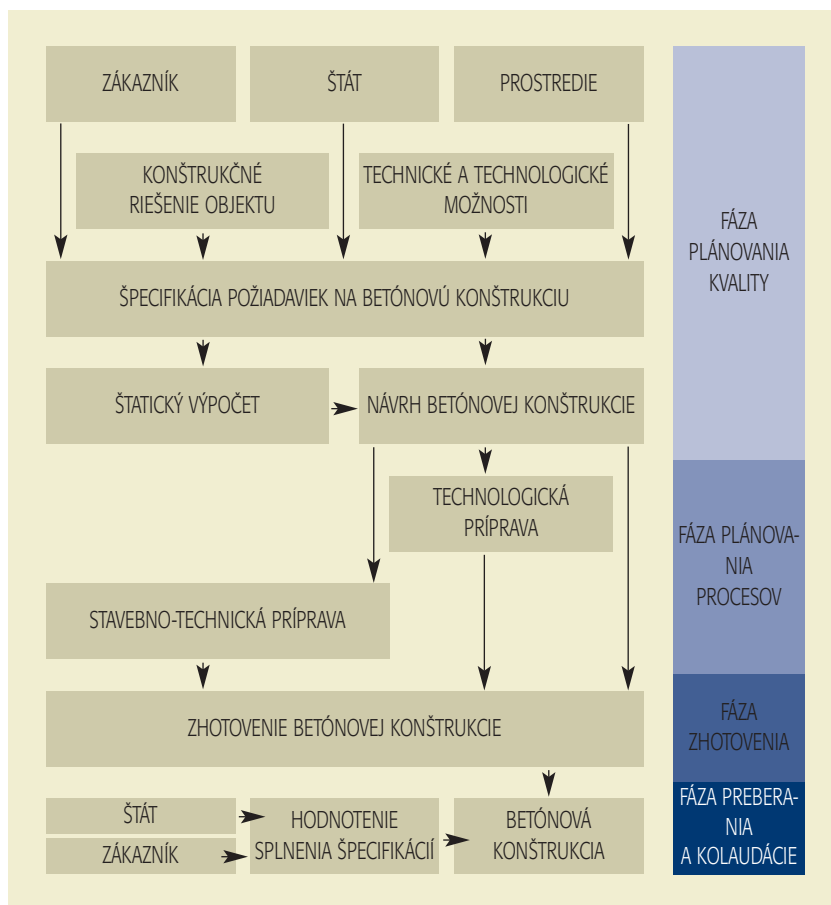 ZÁKAZNÍK
ŠTÁT
PROSTREDIE
KONŠTRUKČNÉ
RIEŠENIE OBJEKTU
TECHNICKÉ A TECHNOLOGICKÉ
MOŽNOSTI
ŠPECIFIKÁCIA POŽIADAVIEK NA BETÓNOVÚ KONŠTRUKCIU
ŠTATICKÝ VÝPOČET
NÁVRH BETÓNOVEJ KONŠTRUKCIE
TECHNOLOGICKÁ
PRÍPRAVA
STAVEBNO-TECHNICKÁ PRÍPRAVA
ZHOTOVENIE BETÓNOVEJ KONŠTRUKCIE
ŠTÁT
ZÁKAZNÍK
HODNOTENIE
SPLNENIA ŠPECIFIKÁCIÍ
BETÓNOVÁ
KONŠTRUKCIA
FÁZA
PLÁNOVANIA
KVALITY
FÁZA PLÁNOVA-
NIA
PROCESOV
FÁZA
ZHOTOVENIA
FÁZA PREBERA-
NIA
A KOLAUDÁCIE